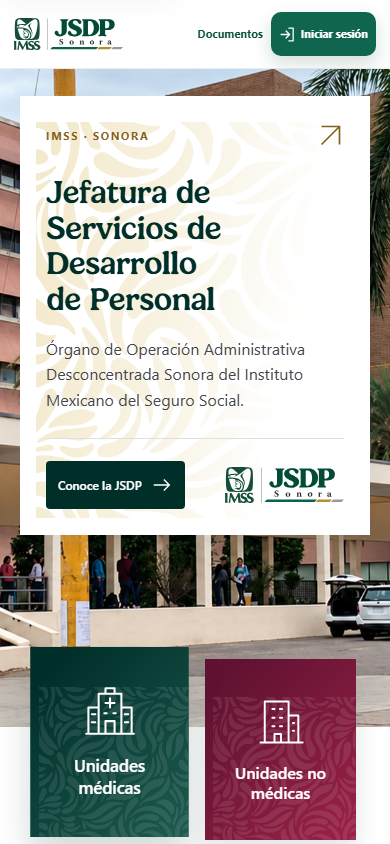 IMSS
JSDP
Sonora
Documentos
Iniciar sesión
IMSS · SONORA
Jefatura de
Servicios de
Desarrollo
de Personal
Órgano de Operación Administrativa
Desconcentrada Sonora del Instituto
Mexicano del Seguro Social.
Conoce la JSDP
IMSS
JSDP
Sonora
Unidades
médicas
Unidades no
médicas